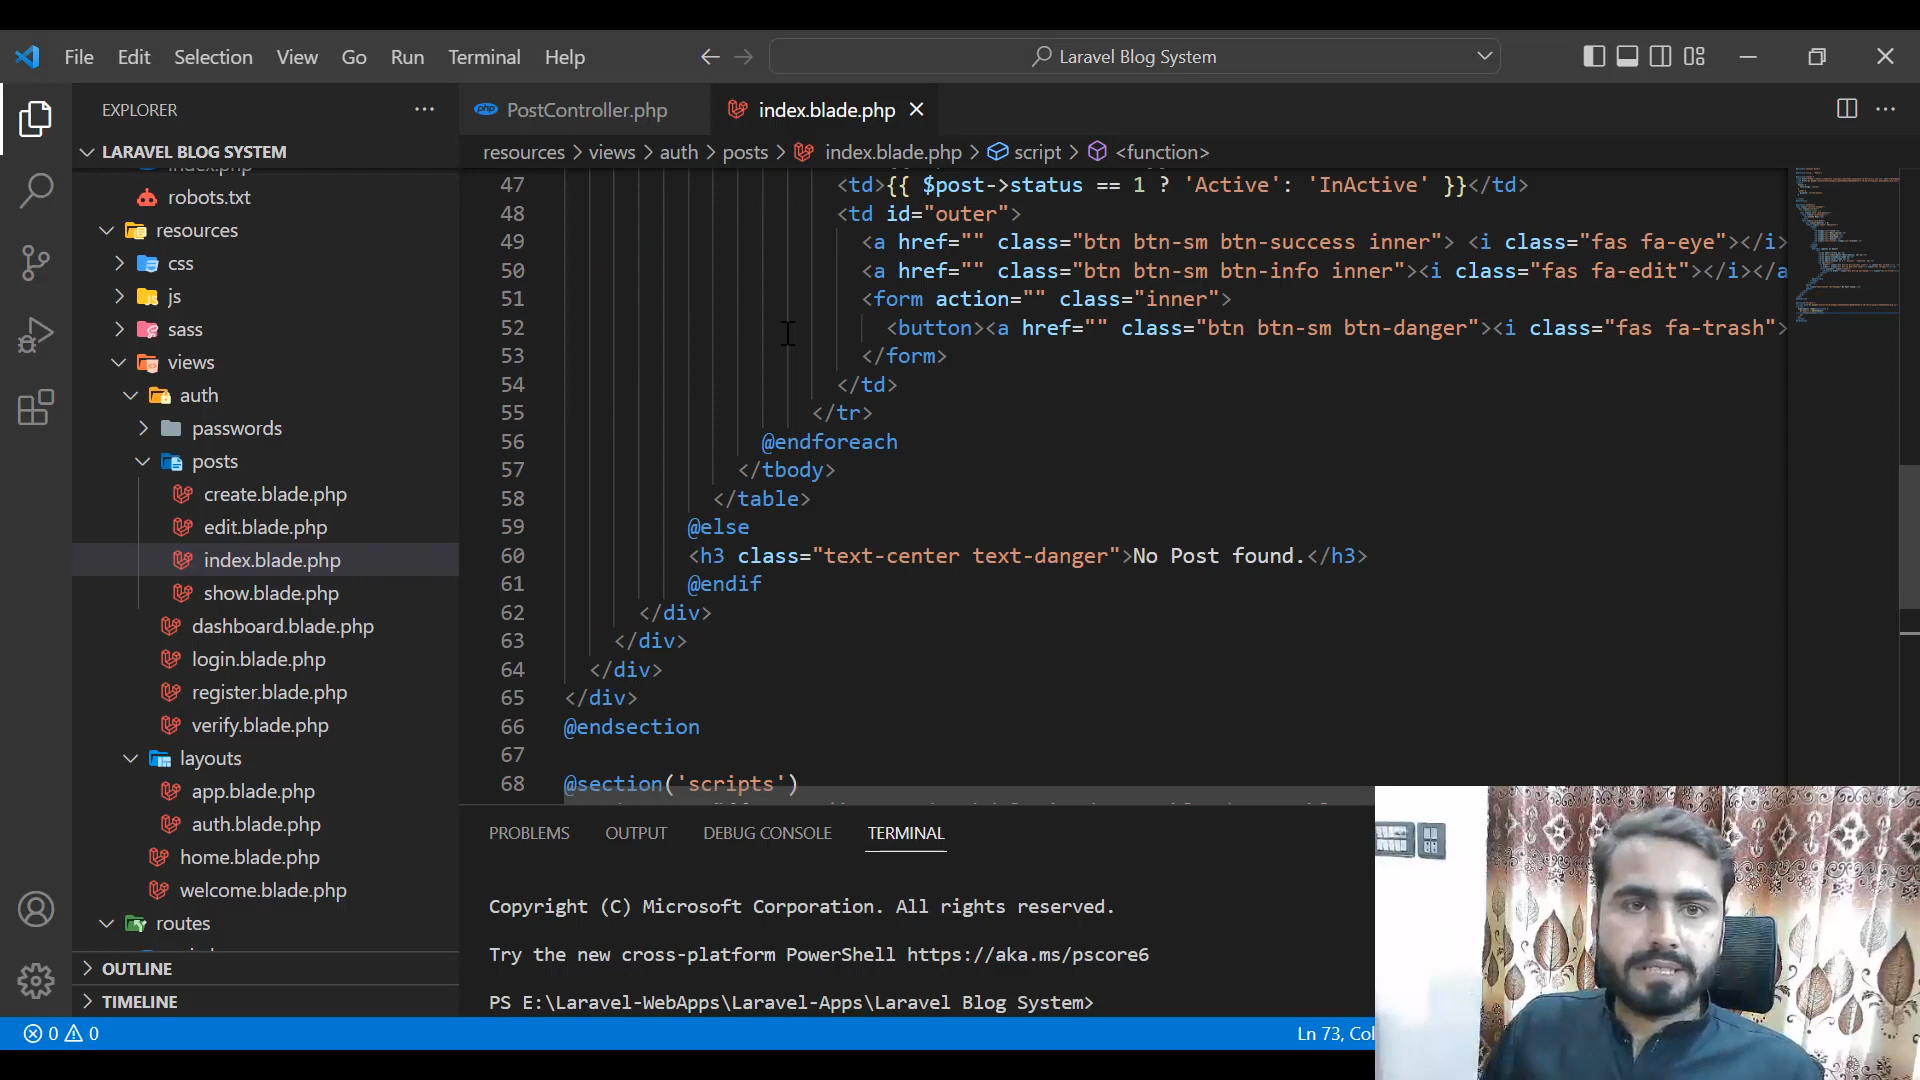 File Edit Selection View Go Run Terminal Help
Laravel Blog System
EXPLORER
LARAVEL BLOG SYSTEM
index.php
robots.txt
resources
css
js
sass
views
auth
passwords
posts
create.blade.php
edit.blade.php
index.blade.php
show.blade.php
dashboard.blade.php
login.blade.php
register.blade.php
verify.blade.php
layouts
app.blade.php
auth.blade.php
home.blade.php
welcome.blade.php
routes
OUTLINE
TIMELINE
php PostController.php
index.blade.php
resources > views > auth > posts > index.blade.php > script > <function>
47 <td>{{ $post->status == 1 ? 'Active': 'InActive' }}</td>
48 <td id="outer">
49 <a href="" class="btn btn-sm btn-success inner"> <i class="fas fa-eye"></i>
50 <a href="" class="btn btn-sm btn-info inner"><i class="fas fa-edit"></i></a
51 <form action="" class="inner">
52 <button><a href="" class="btn btn-sm btn-danger"><i class="fas fa-trash">
53 </form>
54 </td>
55 </tr>
56 @endforeach
57 </tbody>
58 </table>
59 @else
60 <h3 class="text-center text-danger">No Post found.</h3>
61 @endif
62 </div>
63 </div>
64 </div>
65 </div>
66 @endsection
67
68 @section('scripts')
PROBLEMS OUTPUT DEBUG CONSOLE TERMINAL
Copyright (C) Microsoft Corporation. All rights reserved.
Try the new cross-platform PowerShell https://aka.ms/pscore6
PS E:\Laravel-WebApps\Laravel-Apps\Laravel Blog System>
0 0
Ln 73, Col